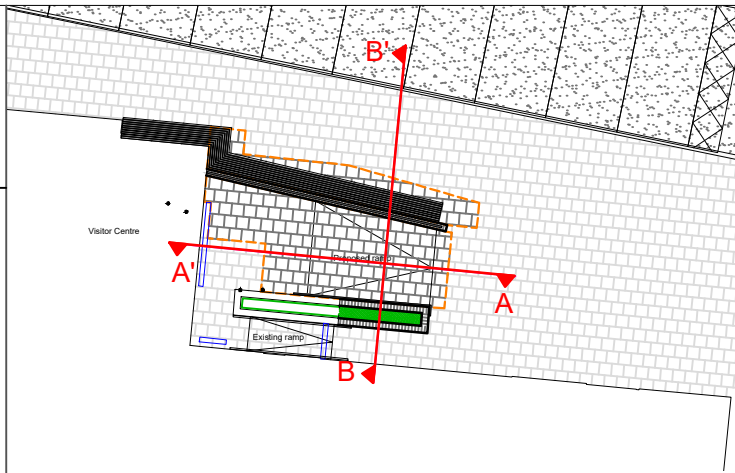 B'
Visitor Centre
(Proposed ramp)
A'
A
Existing ramp
B